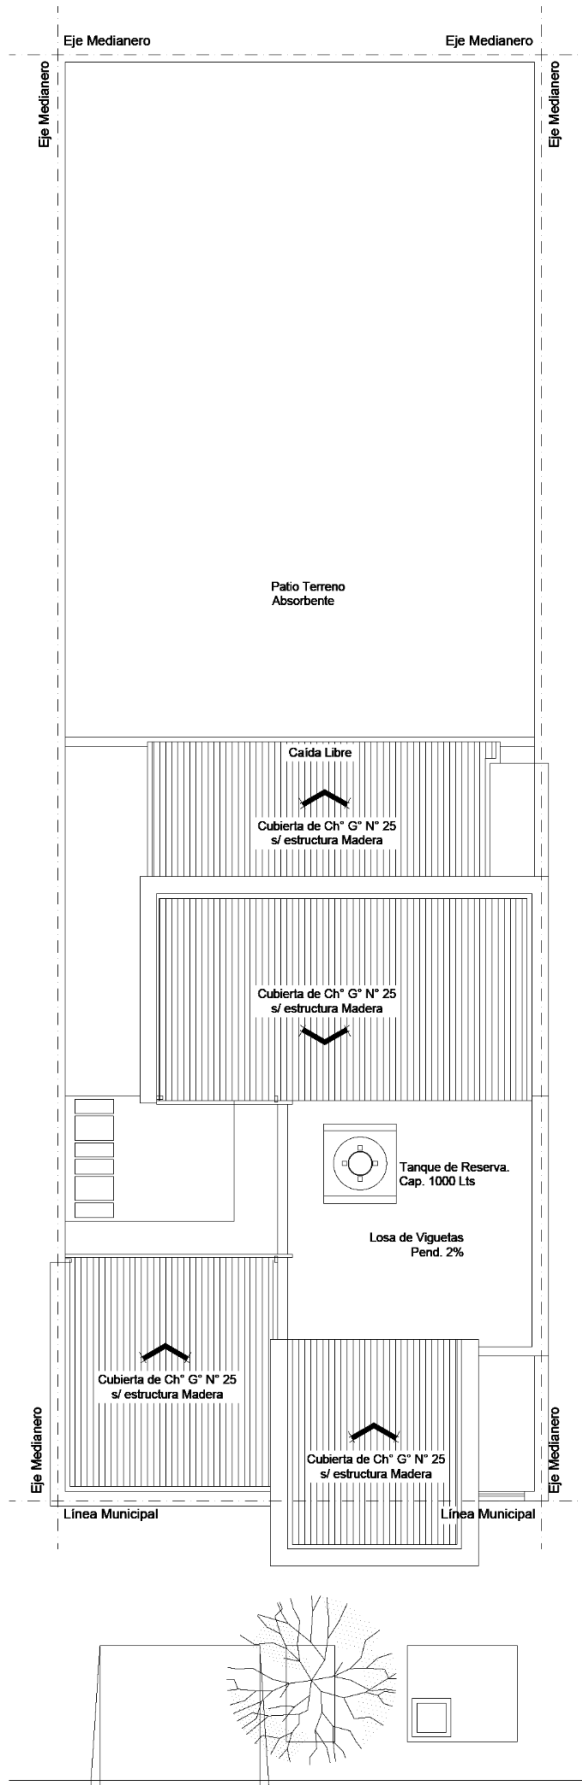 Eje Medianero
Eje Medianero
Eje Medianero
Eje Medianero
Patio Terreno
Absorbente
Caída Libre
Cubierta de Ch° G° N° 25
s/ estructura Madera
Cubierta de Ch° G° N° 25
s/ estructura Madera
Tanque de Reserva.
Cap. 1000 Lts
Losa de Viguetas
Pend. 2%
Cubierta de Ch° G° N° 25
s/ estructura Madera
Cubierta de Ch° G° N° 25
s/ estructura Madera
Eje Medianero
Eje Medianero
Línea Municipal
Línea Municipal